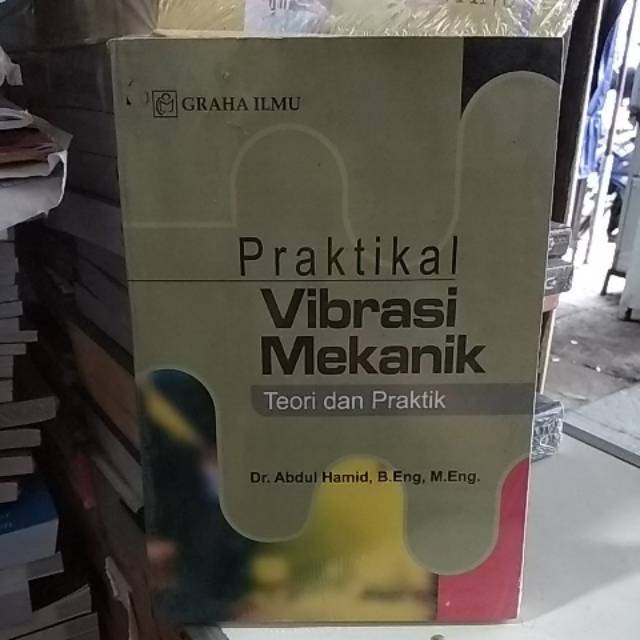 GRAHA ILMU
Praktikal
Vibrasi
Mekanik
Teori dan Praktik
Dr. Abdul Hamid, B.Eng, M.Eng.